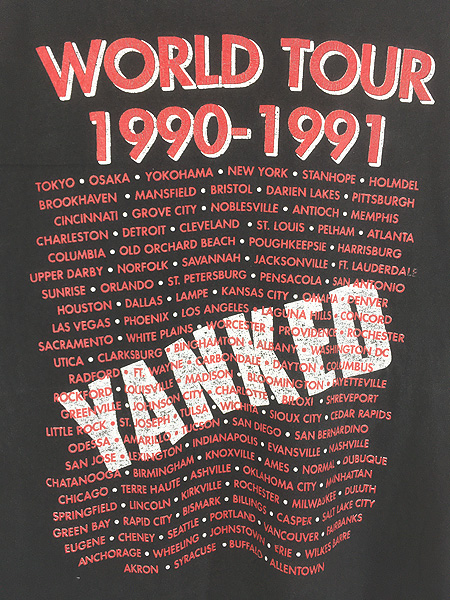 WORLD TOUR
1990-1991
TOKYO • OSAKA • YOKOHAMA • NEW YORK • STANHOPE • HOLMDEL
BROOKHAVEN • MANSFIELD • BRISTOL • DARIEN LAKES • PITTSBURGH
CINCINNATI • GROVE CITY • NOBLESVILLE • ANTIOCH • MEMPHIS
CHARLESTON • DETROIT • CLEVELAND • ST. LOUIS • PELHAM • ATLANTA
COLUMBIA • OLD ORCHARD BEACH • POUGHKEEPSIE • HARRISBURG
UPPER DARBY • NORFOLK • SAVANNAH • JACKSONVILLE • FT. LAUDERDALE
SUNRISE • ORLANDO • ST. PETERSBURG • PENSACOLA • SAN ANTONIO
HOUSTON • DALLAS • LAMPE • KANSAS CITY • OMAHA • DENVER
LAS VEGAS • PHOENIX • LOS ANGELES • LAGUNA HILLS • CONCORD
SACRAMENTO • WHITE PLAINS • WORCESTER • PROVIDENCE • ROCHESTER
UTICA • CLARKSBURG • BINGHAMTON • ALBANY • WASHINGTON DC
RADFORD • FT. WAYNE • CARBONDALE • DAYTON • COLUMBUS
ROCKFORD • LOUISVILLE • MADISON • BLOOMINGTON • FAYETTEVILLE
GREENVILLE • JOHNSON CITY • CHARLOTTE • BILOXI • SHREVEPORT
LITTLE ROCK • ST. JOSEPH • TULSA • WICHITA • SIOUX CITY • CEDAR RAPIDS
ODESSA • AMARILLO • TUCSON • SAN DIEGO • SAN BERNARDINO
SAN JOSE • LEXINGTON • INDIANAPOLIS • EVANSVILLE • NASHVILLE
CHATANOOGA • BIRMINGHAM • KNOXVILLE • AMES • NORMAL • DUBUQUE
CHICAGO • TERRE HAUTE • ASHVILLE • OKLAHOMA CITY • MANHATTAN
SPRINGFIELD • LINCOLN • KIRKVILLE • ROCHESTER • MILWAUKEE • DULUTH
GREEN BAY • RAPID CITY • BISMARK • BILLINGS • CASPER • SALT LAKE CITY
EUGENE • CHENEY • SEATTLE • PORTLAND • VANCOUVER • FAIRBANKS
ANCHORAGE • WHEELING • JOHNSTOWN • ERIE • WILKES BARRE
AKRON • SYRACUSE • BUFFALO • ALLENTOWN
YANKED